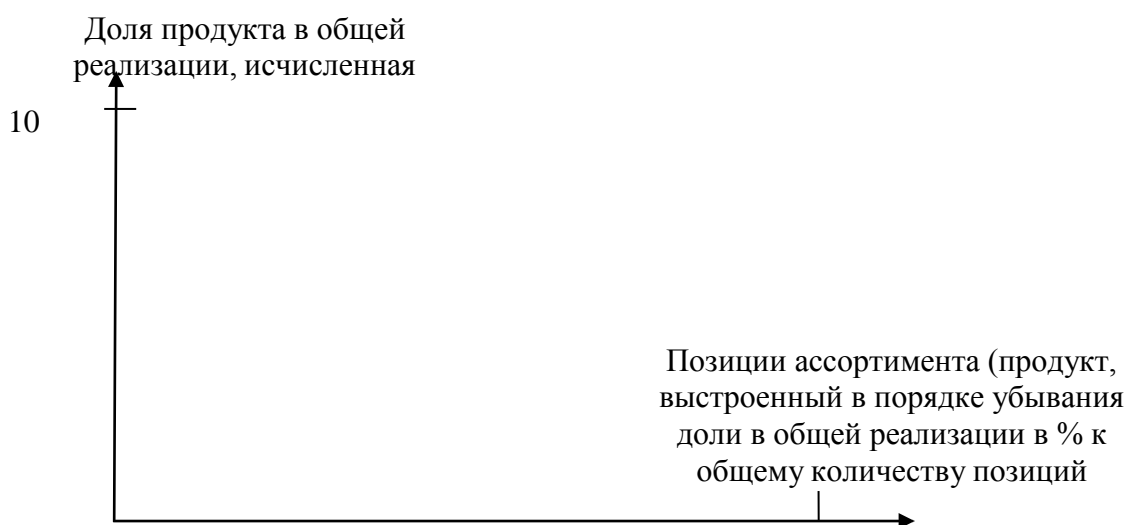 Доля продукта в общей
реализации, исчисленная
10
Позиции ассортимента (продукт,
выстроенный в порядке убывания
доли в общей реализации в % к
общему количеству позиций